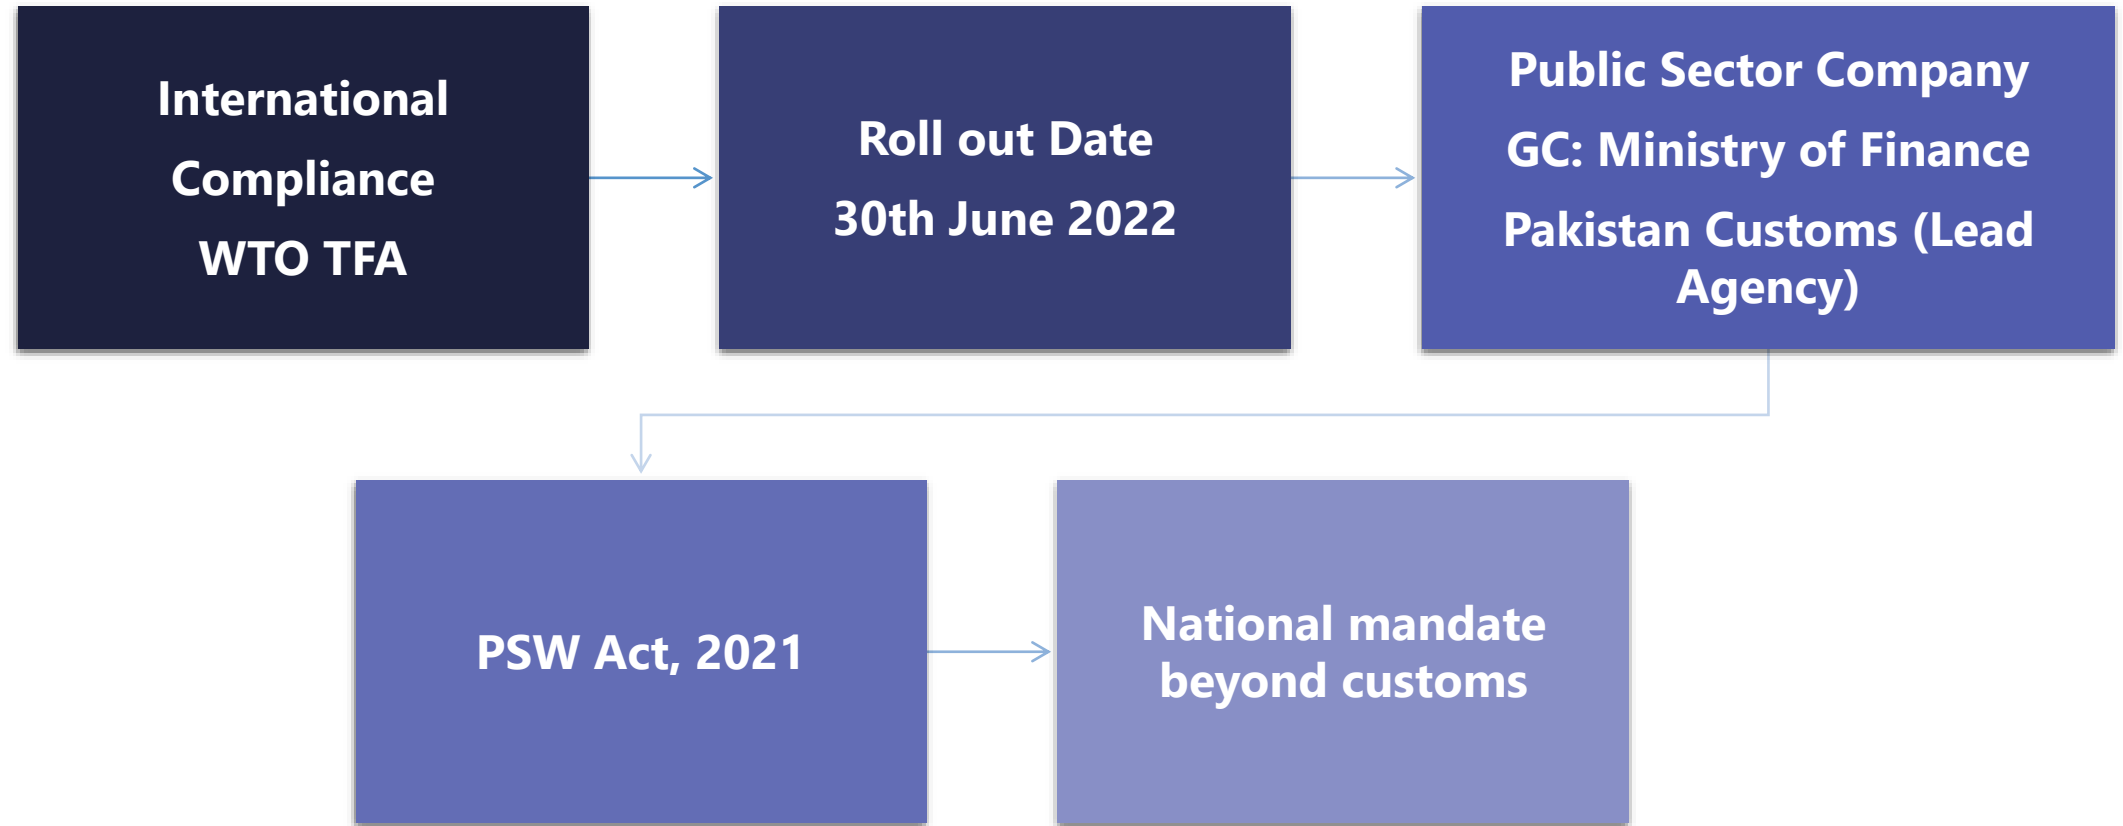 International
Compliance
WTO TFA
Roll out Date
30th June 2022
Public Sector Company
GC: Ministry of Finance
Pakistan Customs (Lead
Agency)
PSW Act, 2021
National mandate
beyond customs